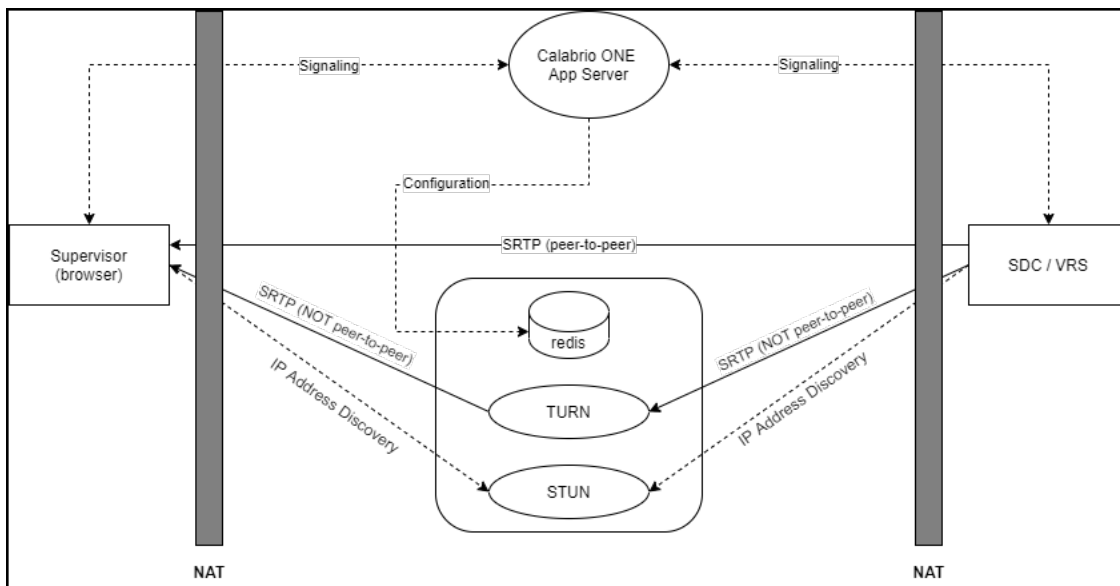 Calabrio ONE
App Server
Signaling
Signaling
Configuration
SRTP (peer-to-peer)
Supervisor
(browser)
SDC / VRS
redis
SRTP (NOT peer-to-peer)
SRTP (NOT peer-to-peer)
IP Address Discovery
IP Address Discovery
TURN
STUN
NAT
NAT